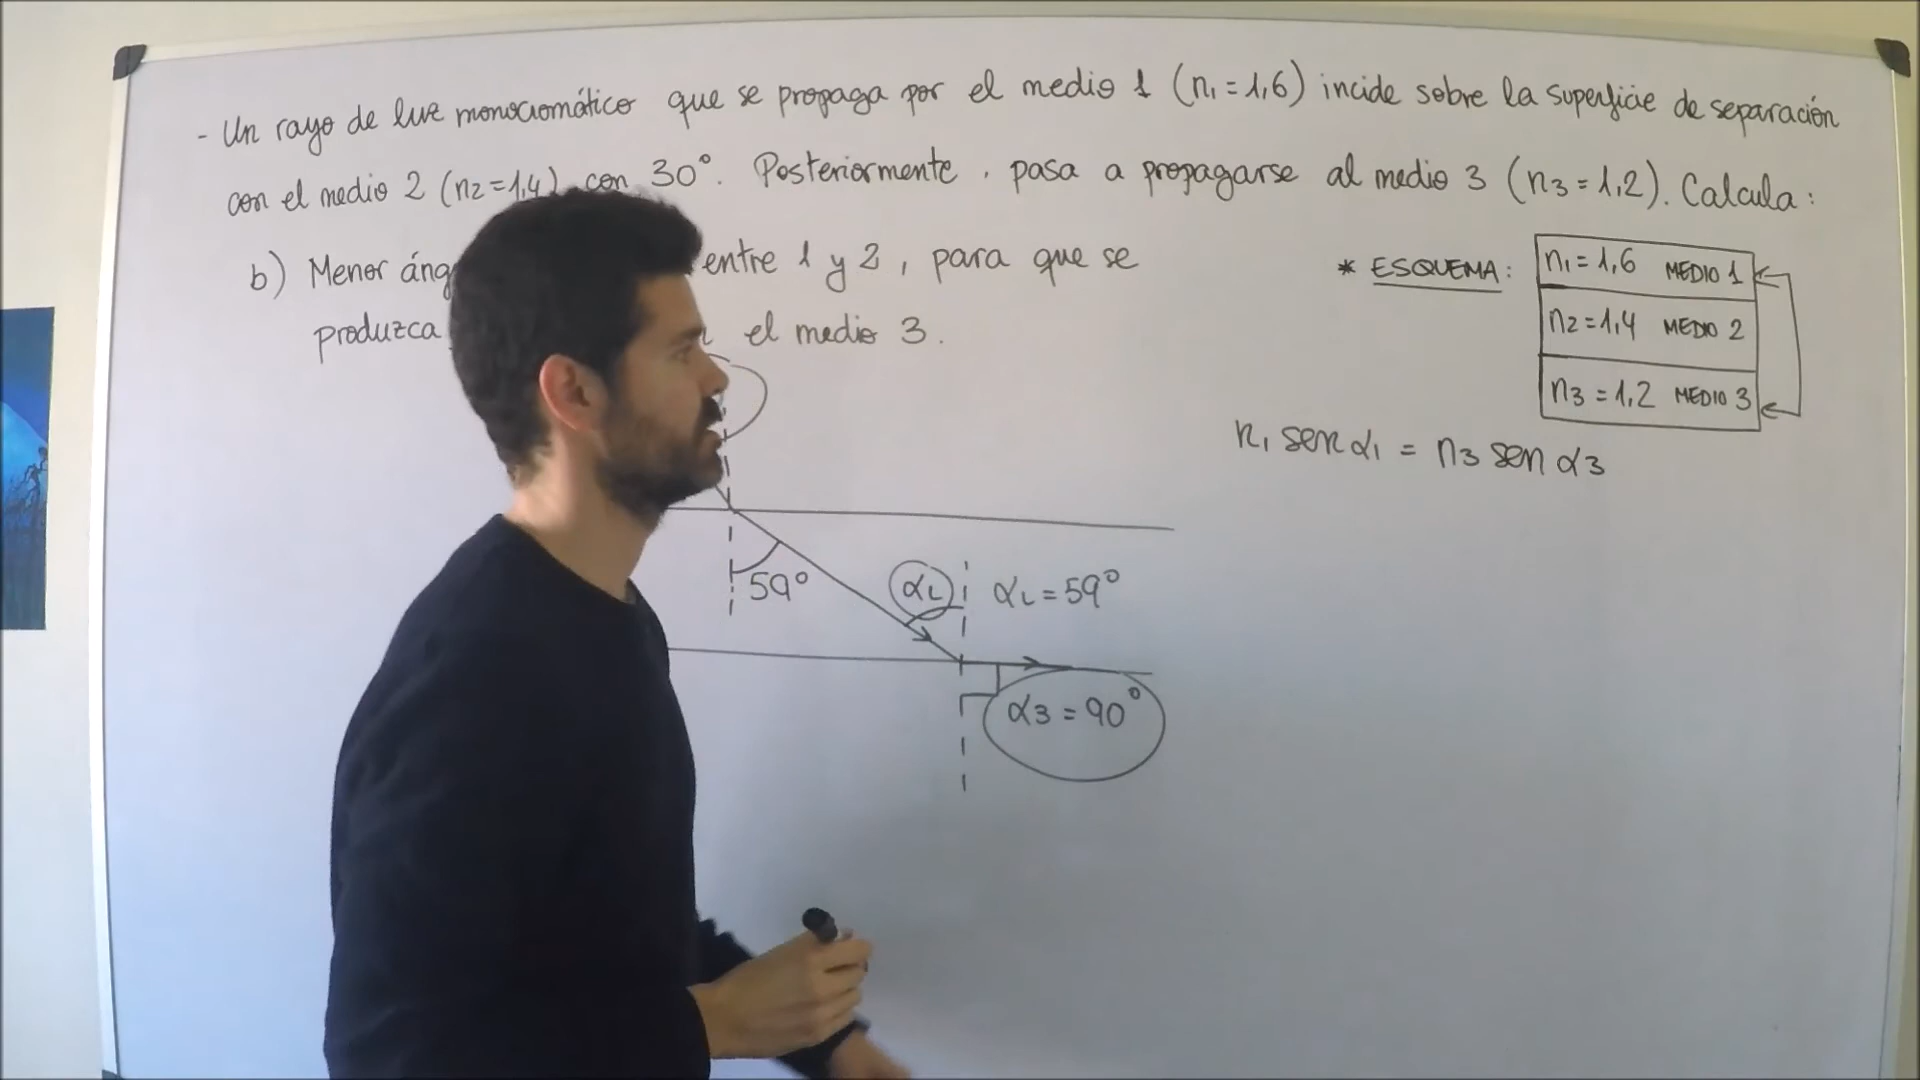 - Un rayo de luz monocromático que se propaga por el medio 1 (n₁ = 1,6) incide sobre la superficie de separación
con el medio 2 (n₂ = 1,4) con 30°. Posteriormente, pasa a propagarse al medio 3 (n₃ = 1,2). Calcula:
b) Menor entre 1 y 2, para que se
produzca el medio 3.
* ESQUEMA:
n₁ = 1,6 MEDIO 1
n₂ = 1,4 MEDIO 2
n₃ = 1,2 MEDIO 3
n₁ sen α₁ = n₃ sen α₃
59°
αL
αL = 59°
α₃ = 90°